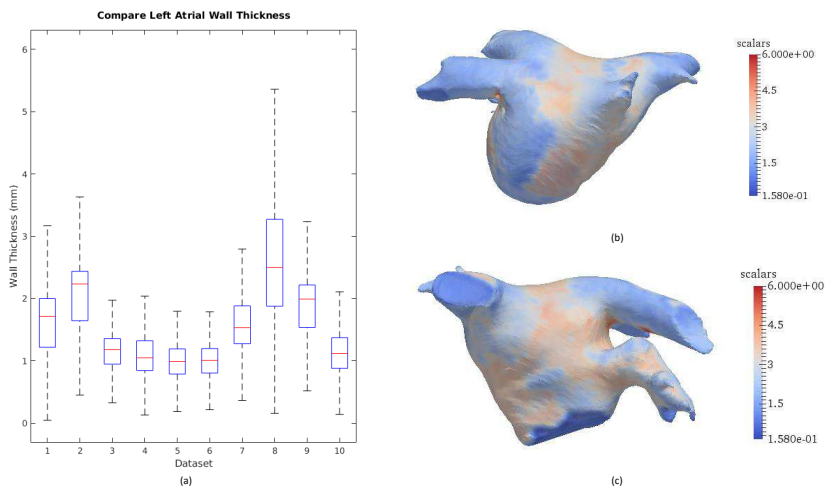 Compare Left Atrial Wall Thickness
Wall Thickness (mm)
6
5
4
3
2
1
0
1 2 3 4 5 6 7 8 9 10
Dataset
(a)
scalars
6.000e+00
4.5
3
1.5
1.580e-01
(b)
scalars
6.000e+00
4.5
3
1.5
1.580e-01
(c)